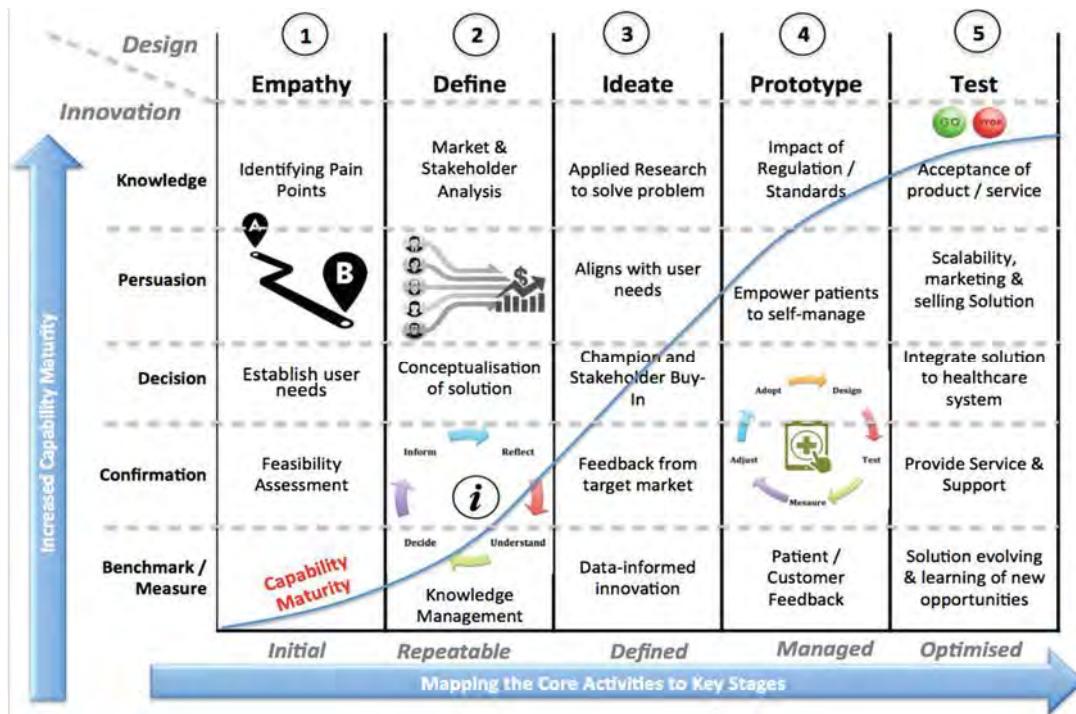 Design
1
2
3
4
5
Empathy
Define
Ideate
Prototype
Test
Innovation
GO
STOP
Knowledge
Identifying Pain
Points
Market &
Stakeholder
Analysis
Applied Research
to solve problem
Impact of
Regulation /
Standards
Acceptance of
product / service
Persuasion
A
B
$
Aligns with user
needs
Empower patients
to self-manage
Scalability,
marketing &
selling Solution
Decision
Establish user
needs
Conceptualisation
of solution
Champion and
Stakeholder Buy-
In
Adopt
Design
Test
Mesaure
Adjust
Integrate solution
to healthcare
system
Confirmation
Feasibility
Assessment
Inform
Reflect
i
Decide
Understand
Feedback from
target market
Provide Service &
Support
Benchmark /
Measure
Capability
Maturity
Knowledge
Management
Data-informed
innovation
Patient /
Customer
Feedback
Solution evolving
& learning of new
opportunities
Initial
Repeatable
Defined
Managed
Optimised
Increased Capability Maturity
Mapping the Core Activities to Key Stages